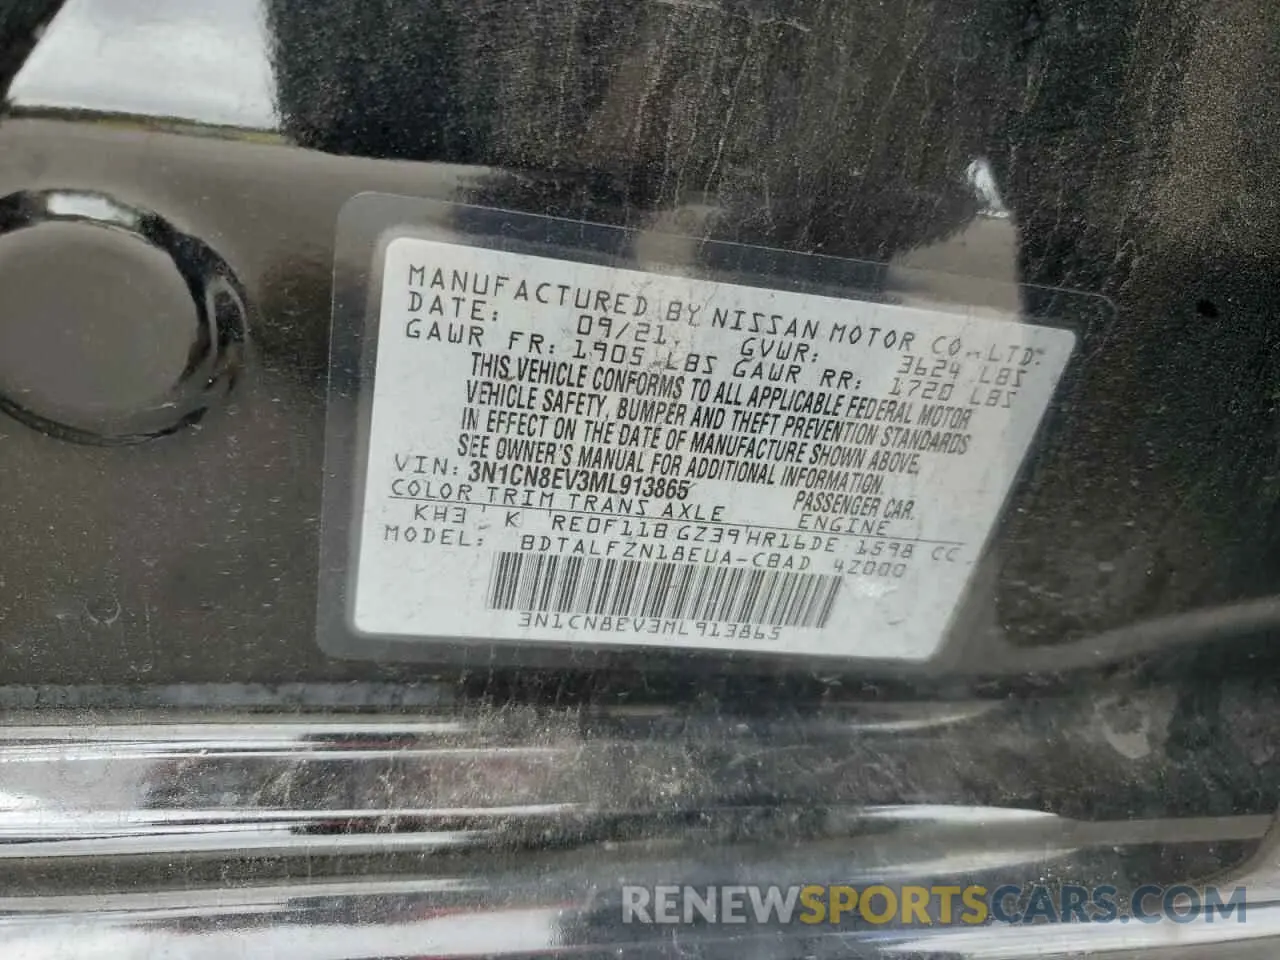 MANUFACTURED BY NISSAN MOTOR CO.,LTD.
DATE: 09/21 GVWR: 3624 LBS
GAWR FR: 1905 LBS GAWR RR: 1720 LBS
THIS VEHICLE CONFORMS TO ALL APPLICABLE FEDERAL MOTOR
VEHICLE SAFETY, BUMPER AND THEFT PREVENTION STANDARDS
IN EFFECT ON THE DATE OF MANUFACTURE SHOWN ABOVE.
SEE OWNER'S MANUAL FOR ADDITIONAL INFORMATION
VIN: 3N1CN8EV3ML913865 PASSENGER CAR.
COLOR TRIM TRANS AXLE ENGINE
KH3 K RE0F11B GZ39 HR16DE 1598 CC
MODEL: BDTALFZN18EUA-CBAD 4Z000
3N1CN8EV3ML913865
RENEWSPORTSCARS.COM